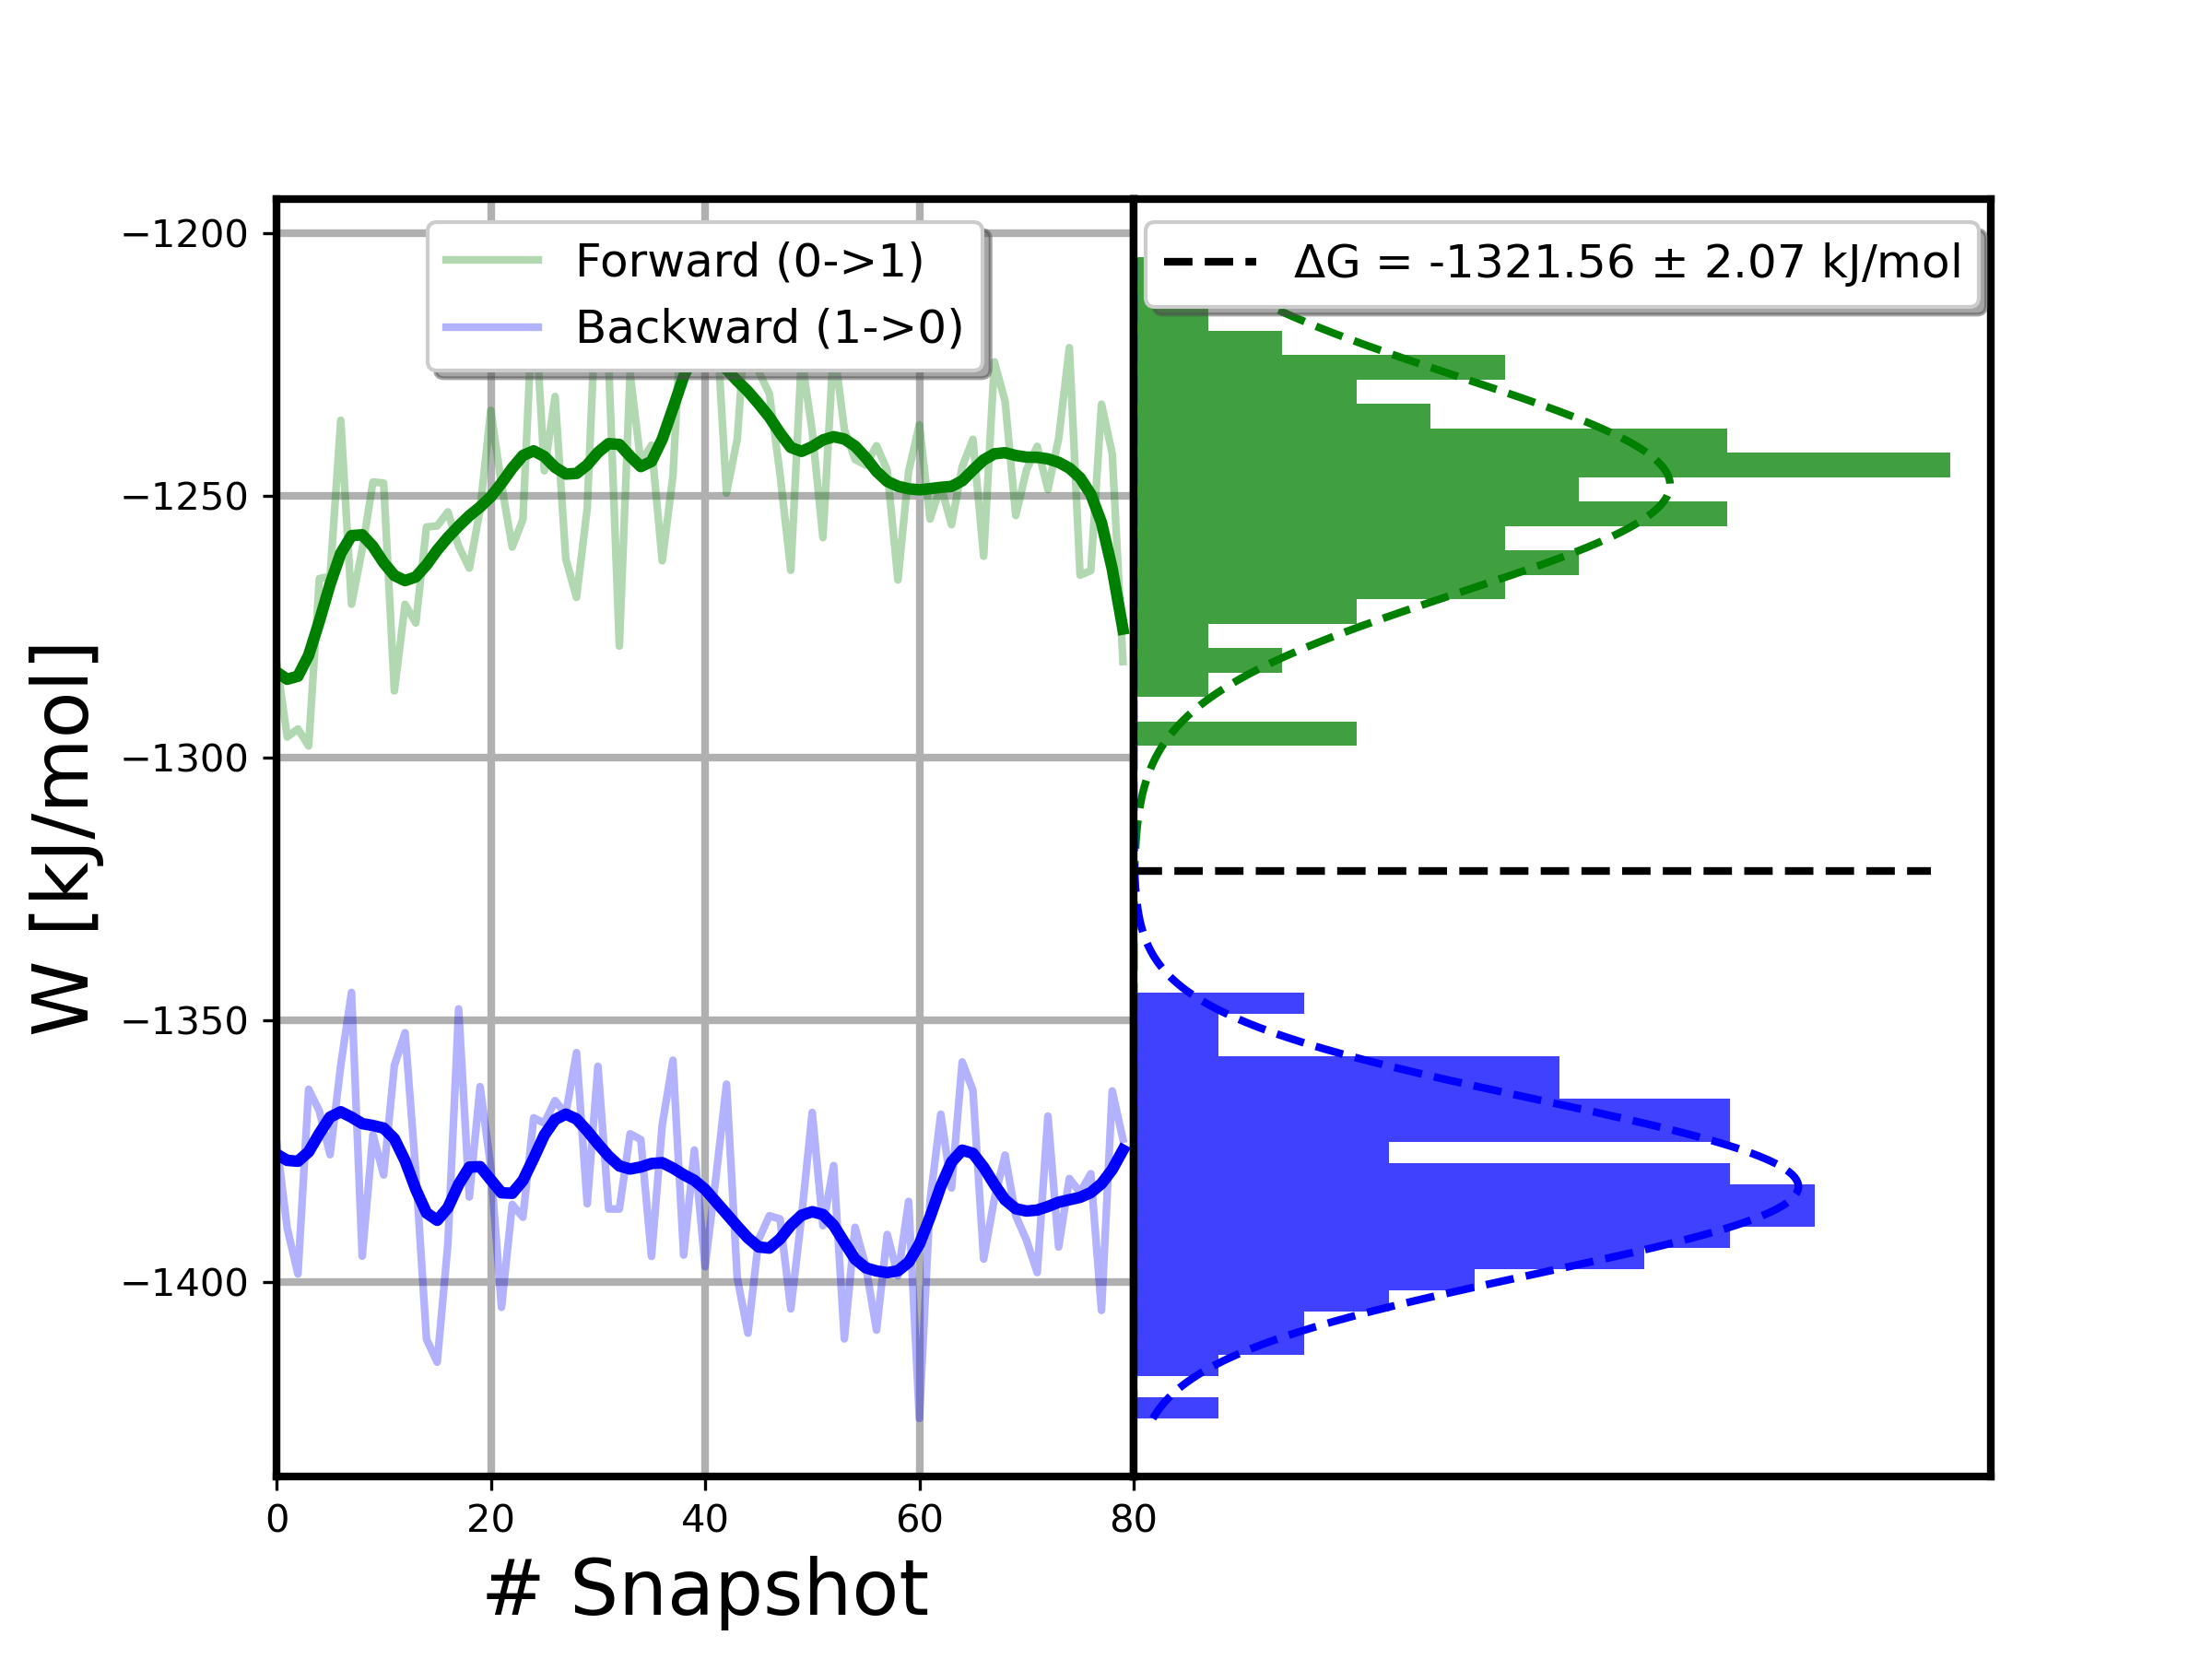 Forward (0->1)
Backward (1->0)
ΔG = -1321.56 ± 2.07 kJ/mol
W [kJ/mol]
−1200
−1250
−1300
−1350
−1400
0 20 40 60 80
# Snapshot